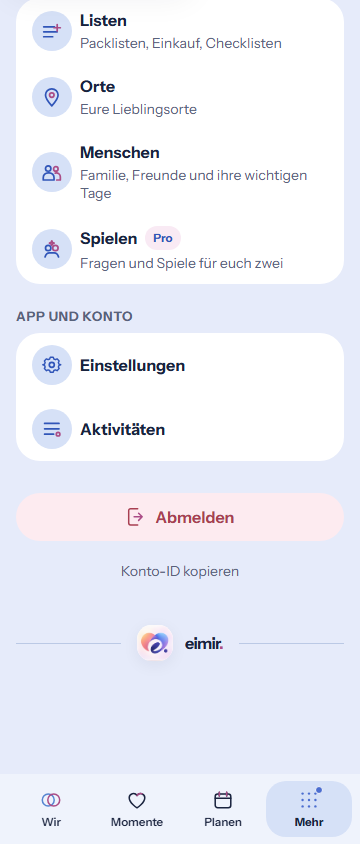 Listen
Packlisten, Einkauf, Checklisten
Orte
Eure Lieblingsorte
Menschen
Familie, Freunde und ihre wichtigen
Tage
Spielen Pro
Fragen und Spiele für euch zwei
APP UND KONTO
Einstellungen
Aktivitäten
Abmelden
Konto-ID kopieren
eimir.
Wir Momente Planen Mehr